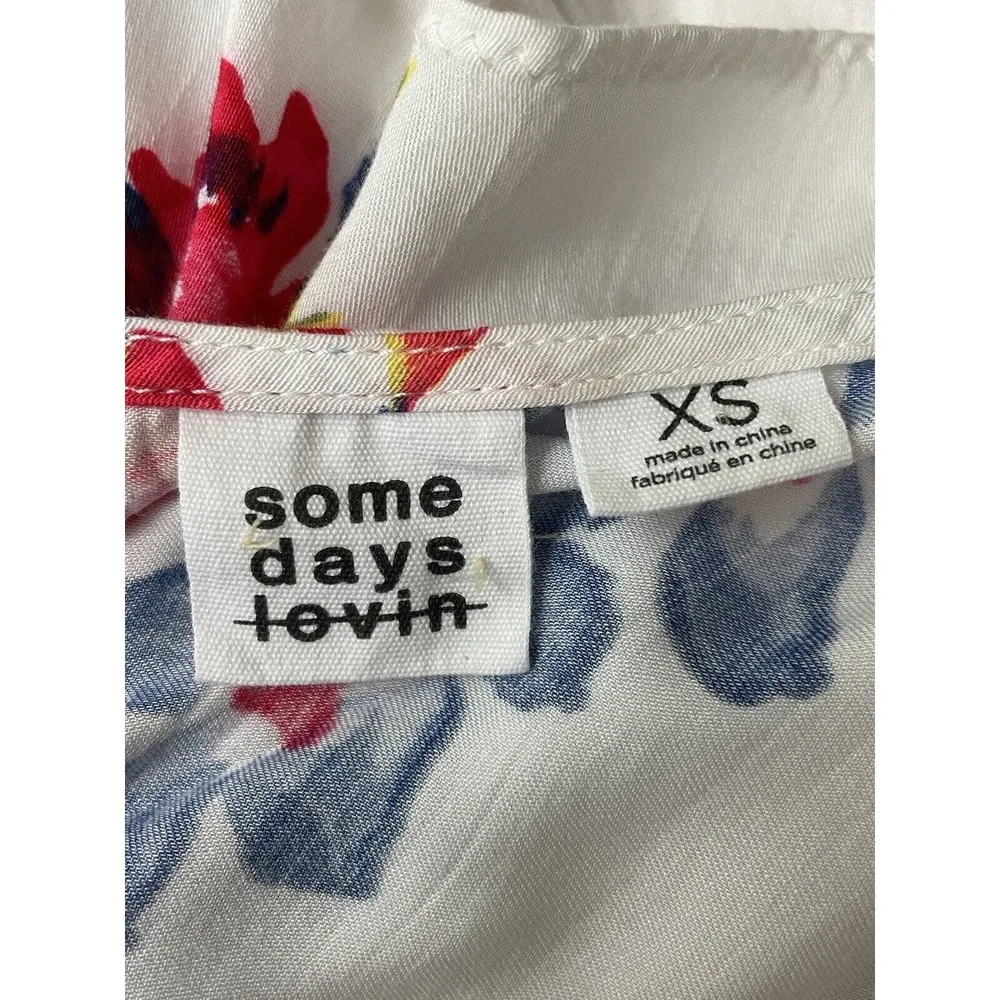 some
days
lovin
XS
made in china
fabriqué en chine